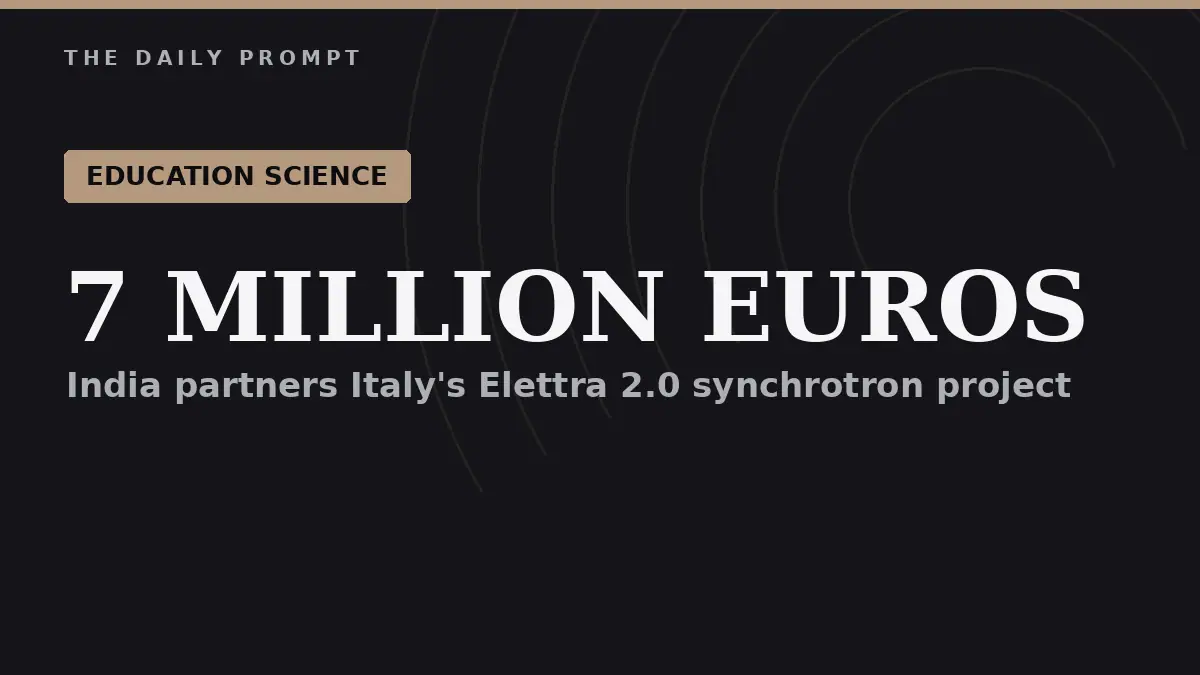 THE DAILY PROMPT
EDUCATION SCIENCE
7 MILLION EUROS
India partners Italy's Elettra 2.0 synchrotron project